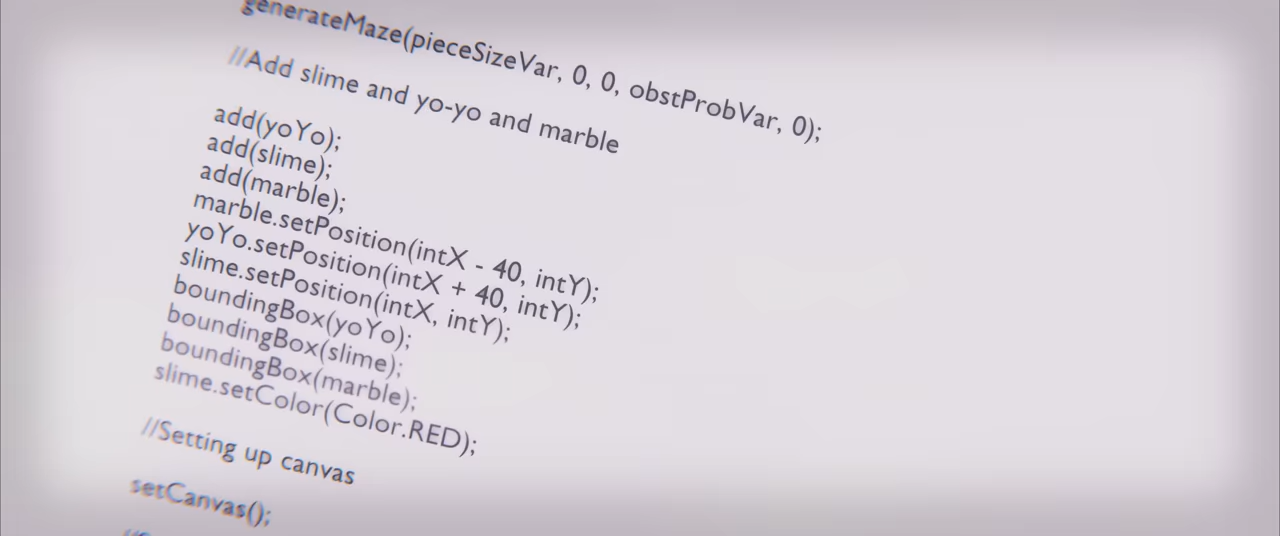 generateMaze(pieceSizeVar, 0, 0, obstProbVar, 0);
//Add slime and yo-yo and marble
add(yoYo);
add(slime);
add(marble);
marble.setPosition(intX - 40, intY);
yoYo.setPosition(intX + 40, intY);
slime.setPosition(intX, intY);
boundingBox(yoYo);
boundingBox(slime);
boundingBox(marble);
slime.setColor(Color.RED);
//Setting up canvas
setCanvas();